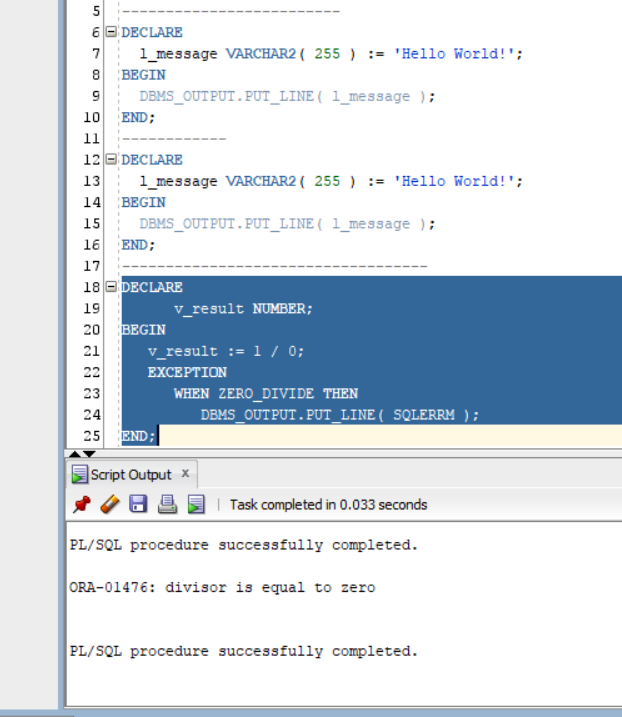 5 -------------------------
6 DECLARE
7 l_message VARCHAR2( 255 ) := 'Hello World!';
8 BEGIN
9 DBMS_OUTPUT.PUT_LINE( l_message );
10 END;
11 ------------
12 DECLARE
13 l_message VARCHAR2( 255 ) := 'Hello World!';
14 BEGIN
15 DBMS_OUTPUT.PUT_LINE( l_message );
16 END;
17 -----------------------------------
18 DECLARE
19 v_result NUMBER;
20 BEGIN
21 v_result := 1 / 0;
22 EXCEPTION
23 WHEN ZERO_DIVIDE THEN
24 DBMS_OUTPUT.PUT_LINE( SQLERRM );
25 END;
Script Output x
Task completed in 0.033 seconds
PL/SQL procedure successfully completed.
ORA-01476: divisor is equal to zero
PL/SQL procedure successfully completed.